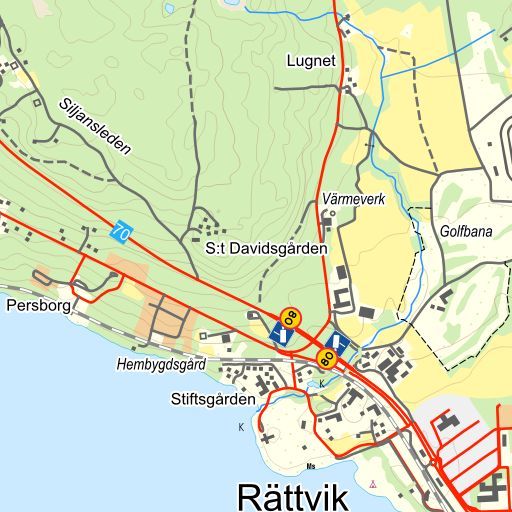 Lugnet
Siljansleden
Värmeverk
70
Golfbana
S:t Davidsgården
Persborg
80
80
Hembygdsgård
K
Stiftsgården
K
Ms
Rättvik